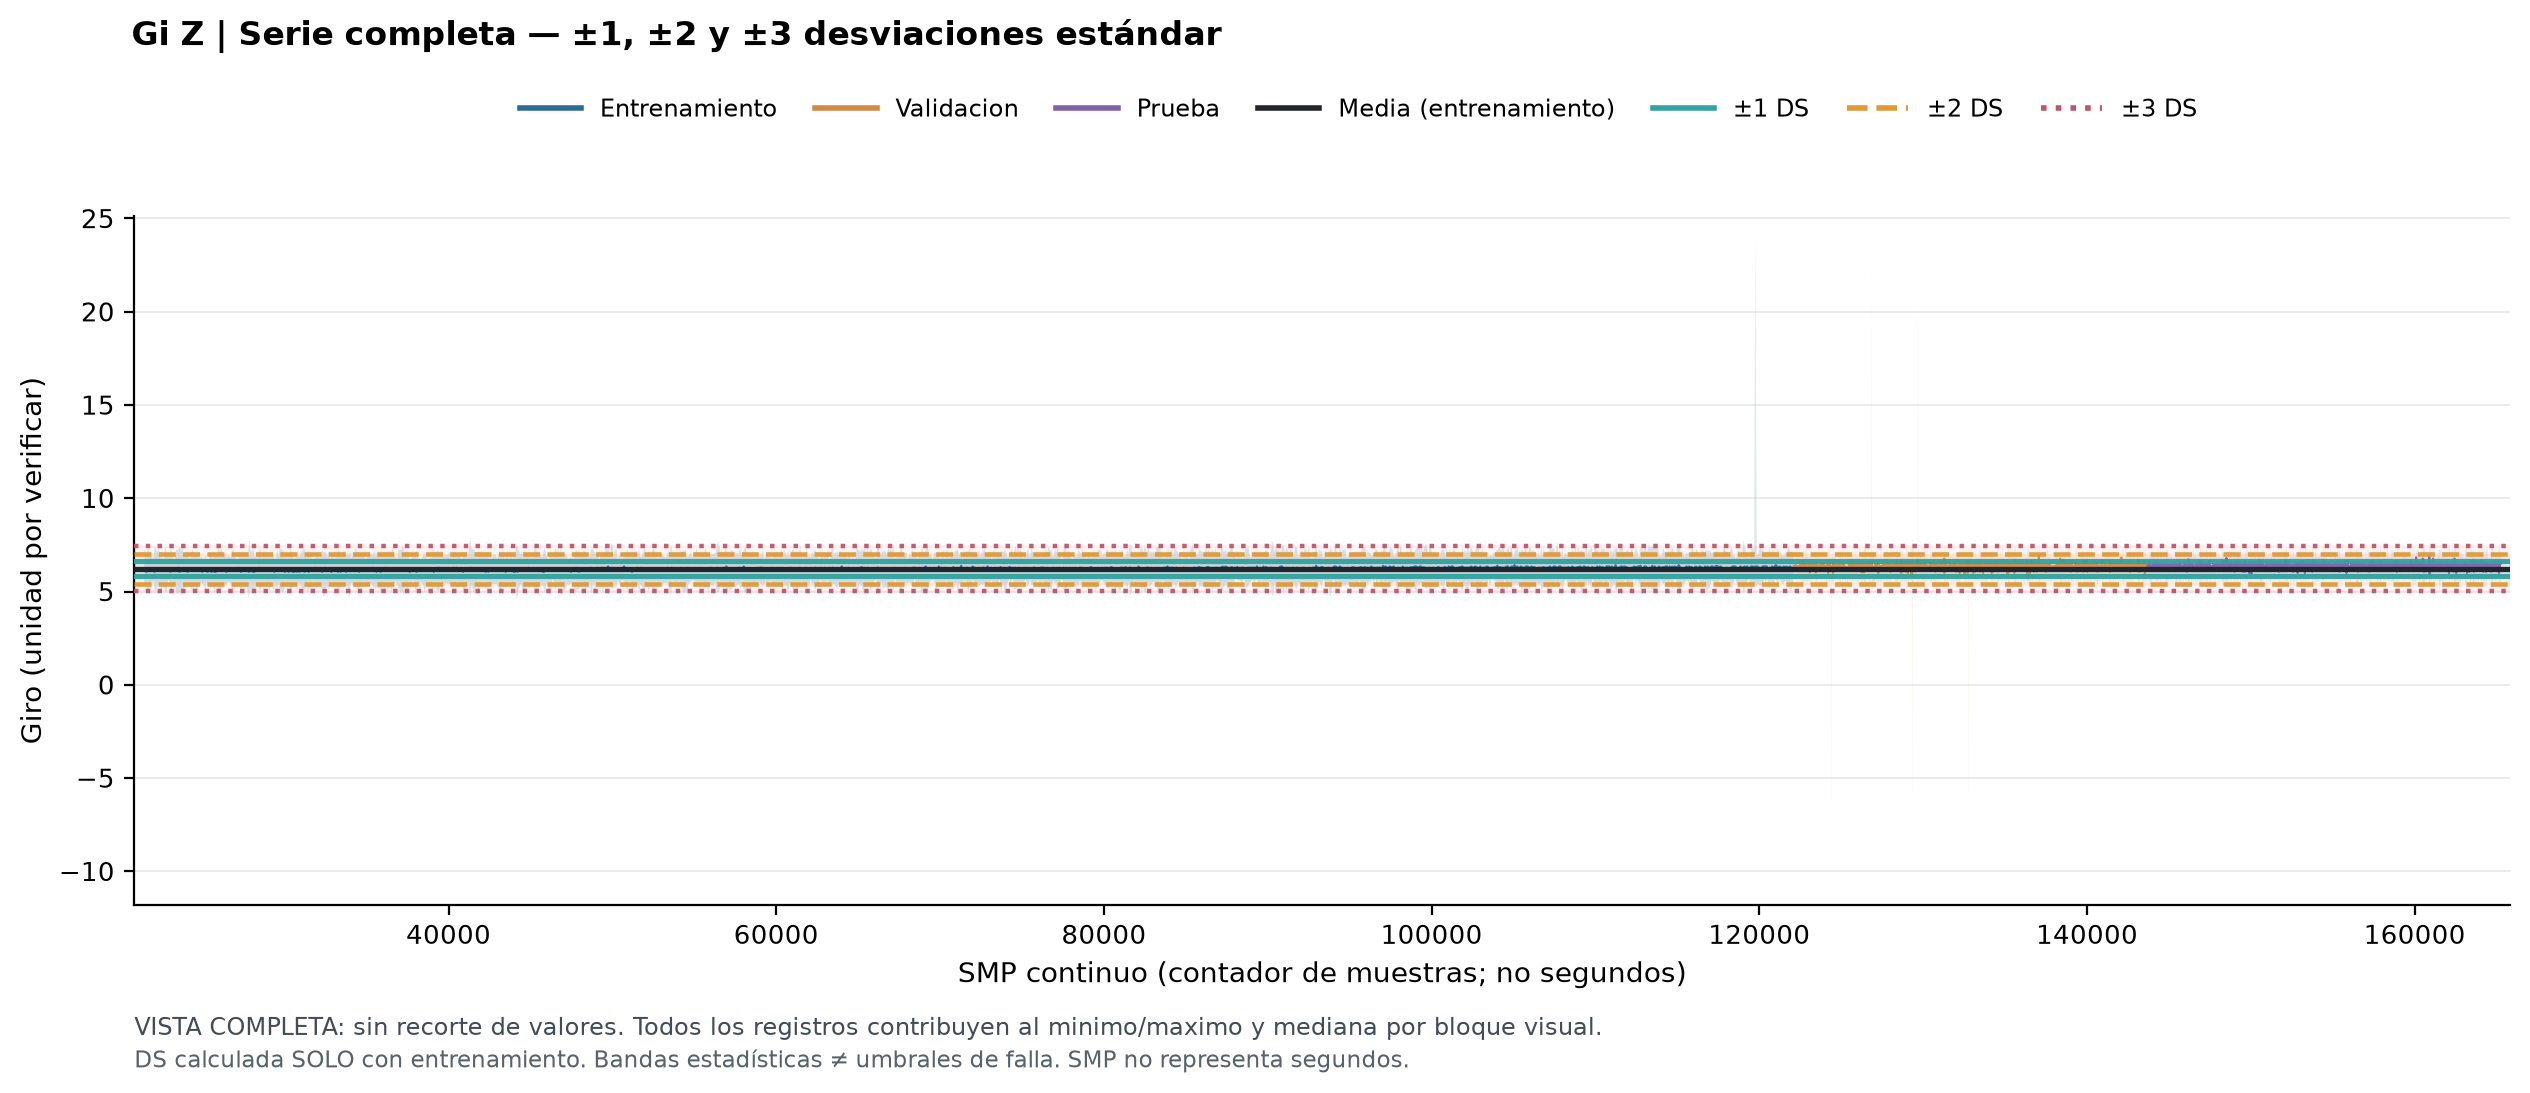 Gi Z | Serie completa — ±1, ±2 y ±3 desviaciones estándar
Entrenamiento Validacion Prueba Media (entrenamiento) ±1 DS ±2 DS ±3 DS
Giro (unidad por verificar)
25
20
15
10
5
0
−5
−10
40000 60000 80000 100000 120000 140000 160000
SMP continuo (contador de muestras; no segundos)
VISTA COMPLETA: sin recorte de valores. Todos los registros contribuyen al minimo/maximo y mediana por bloque visual.
DS calculada SOLO con entrenamiento. Bandas estadísticas ≠ umbrales de falla. SMP no representa segundos.